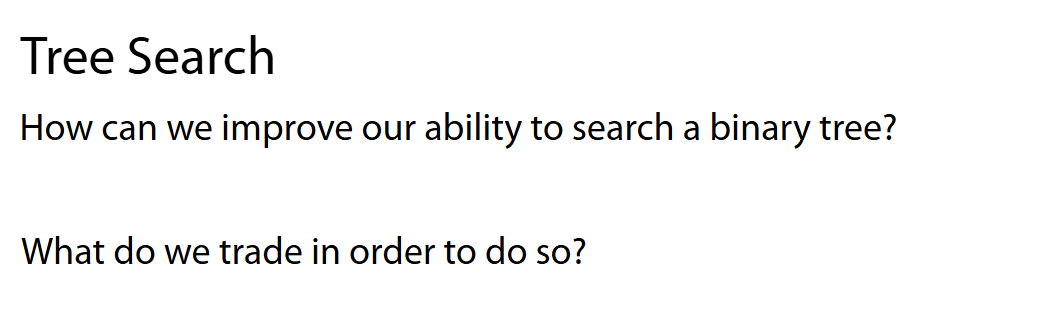 Tree Search
How can we improve our ability to search a binary tree?
What do we trade in order to do so?